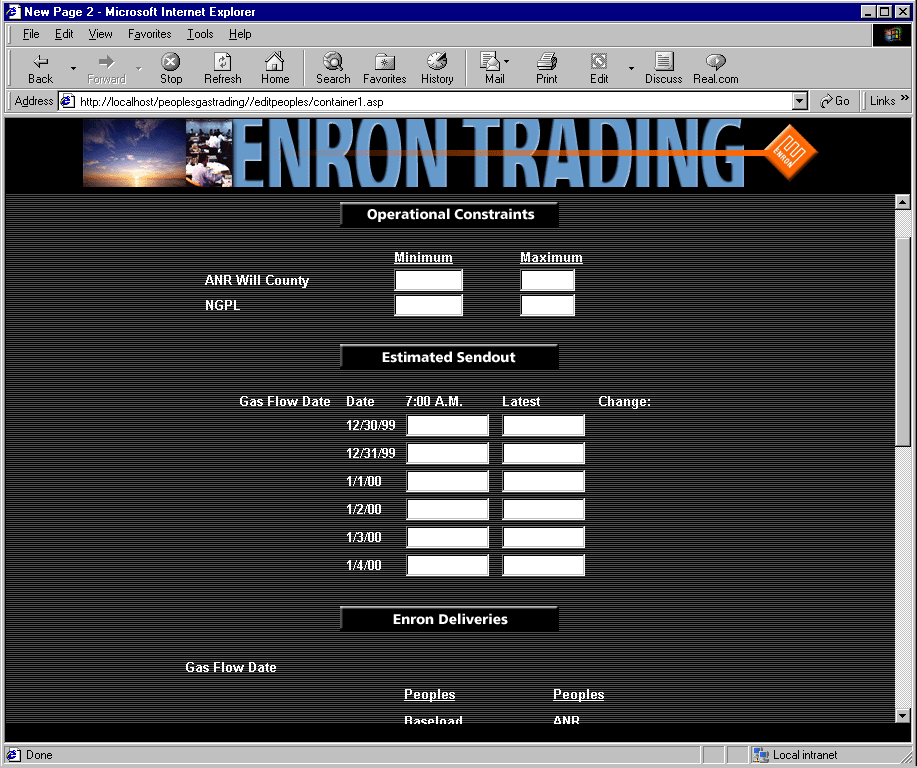 New Page 2 - Microsoft Internet Explorer
File Edit View Favorites Tools Help
Back Forward Stop Refresh Home Search Favorites History Mail Print Edit Discuss Real.com
Address http://localhost/peoplesgastrading//editpeoples/container1.asp Go Links »
ENRON TRADING ENRON
Operational Constraints
Minimum Maximum
ANR Will County
NGPL
Estimated Sendout
Gas Flow Date Date 7:00 A.M. Latest Change:
12/30/99
12/31/99
1/1/00
1/2/00
1/3/00
1/4/00
Enron Deliveries
Gas Flow Date
Peoples Peoples
Baseload ANR
Done Local intranet